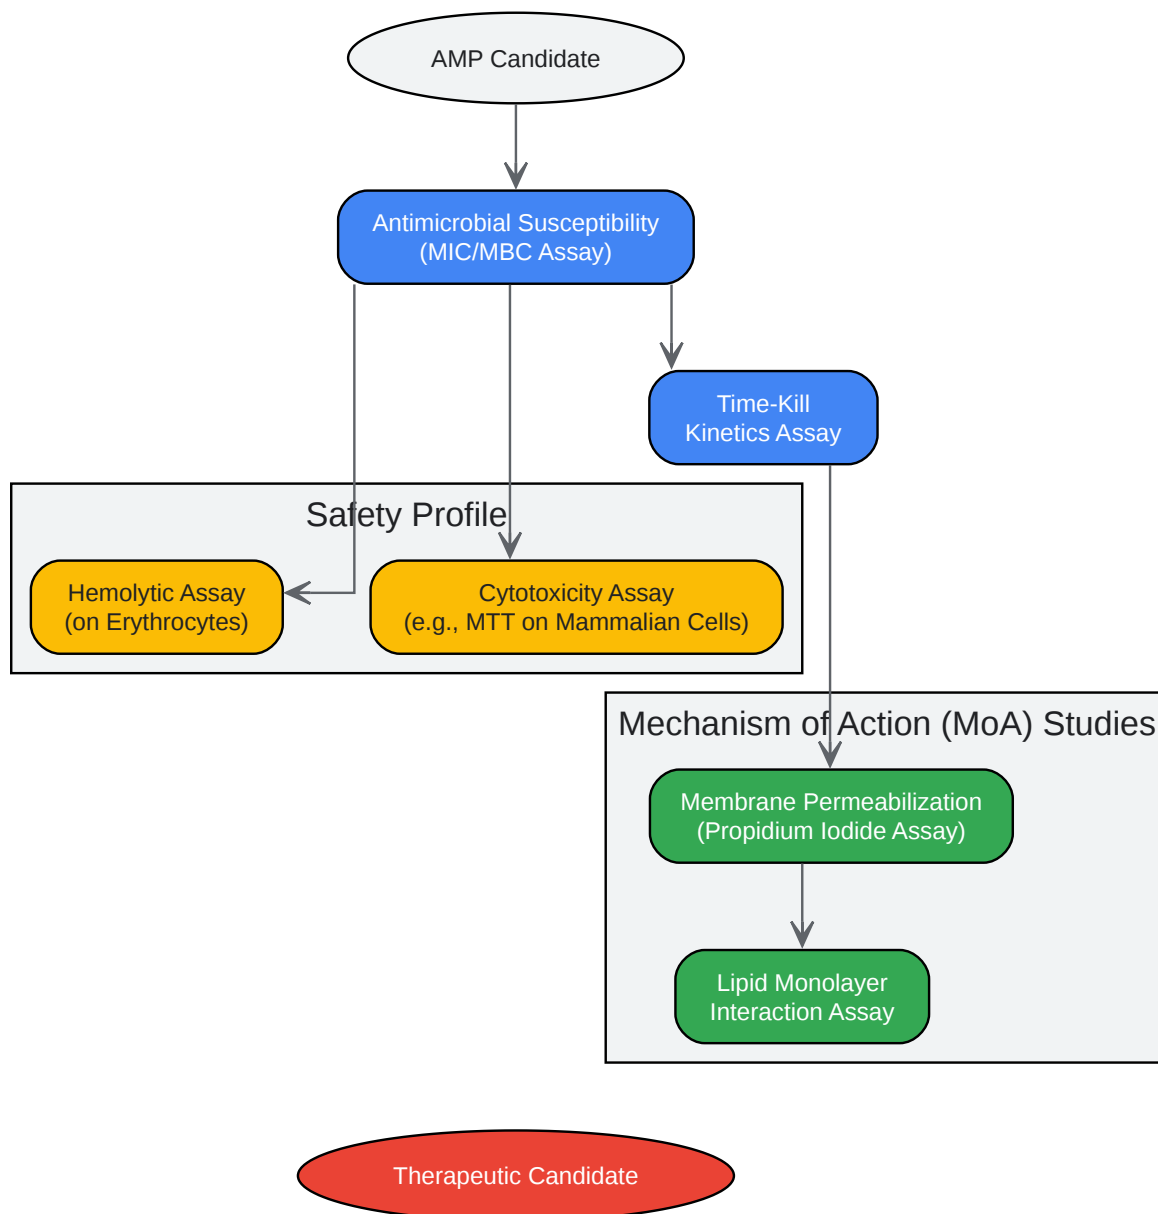 AMP Candidate
Antimicrobial Susceptibility
(MIC/MBC Assay)
Time-Kill
Kinetics Assay
Safety Profile
Hemolytic Assay
(on Erythrocytes)
Cytotoxicity Assay
(e.g., MTT on Mammalian Cells)
Mechanism of Action (MoA) Studies
Membrane Permeabilization
(Propidium Iodide Assay)
Lipid Monolayer
Interaction Assay
Therapeutic Candidate